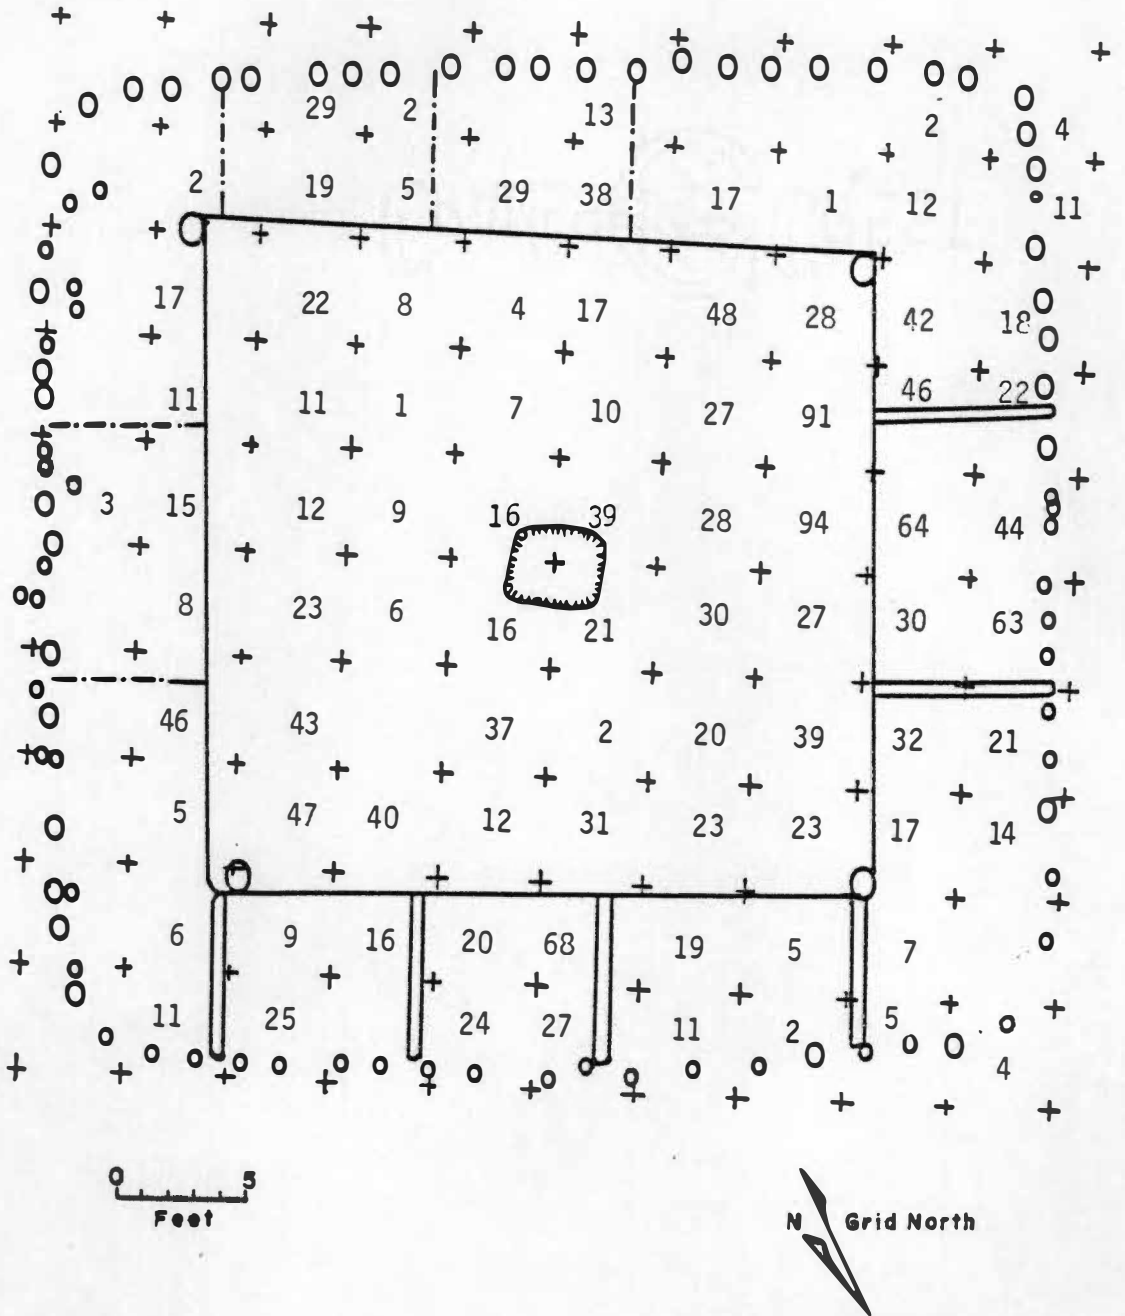 29 2 13 2 4
2 19 5 29 38 17 1 12 11
17 22 8 4 17 48 28 42 18
11 11 1 7 10 27 91 46 22
3 15 12 9 16 39 28 94 64 44
8 23 6 16 21 30 27 30 63
46 43 37 2 20 39 32 21
5 47 40 12 31 23 23 17 14
6 9 16 20 68 19 5 7
11 25 24 27 11 2 5
4
0 5
Feet
N Grid North